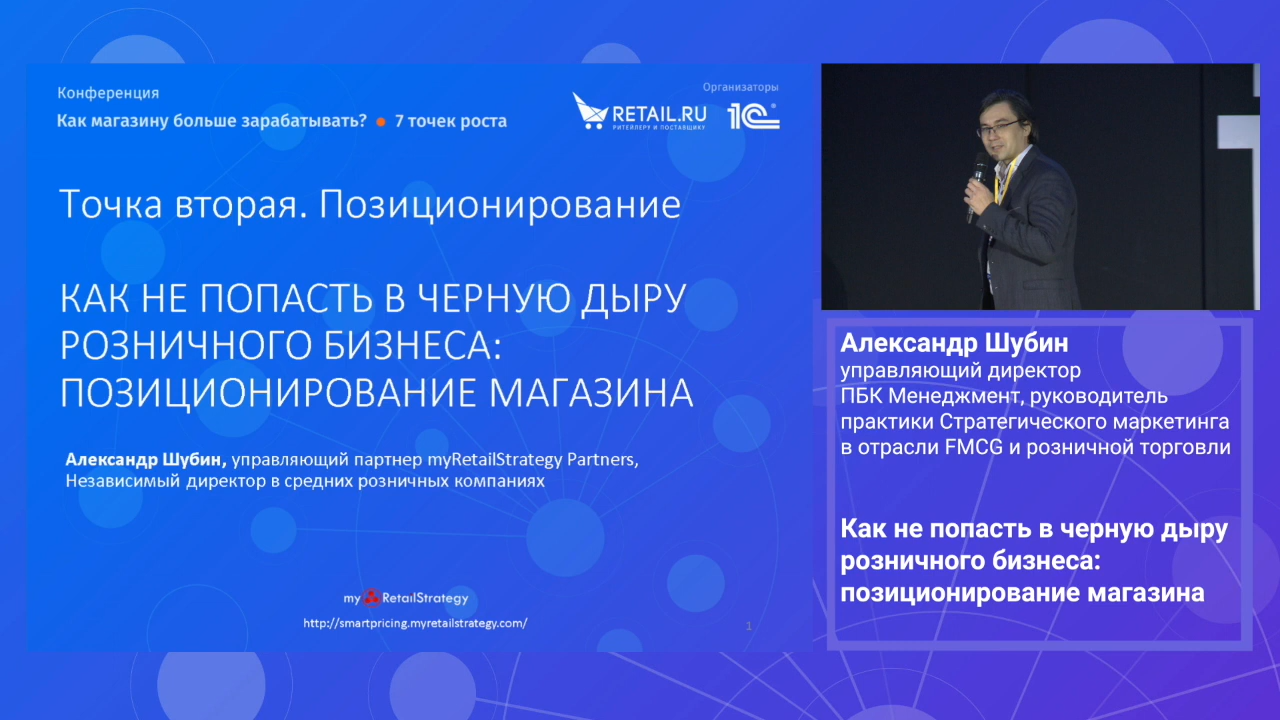 Конференция
Как магазину больше зарабатывать? ● 7 точек роста
Организаторы
RETAIL.RU
РИТЕЙЛЕРУ И ПОСТАВЩИКУ
1С®
Точка вторая. Позиционирование
КАК НЕ ПОПАСТЬ В ЧЕРНУЮ ДЫРУ
РОЗНИЧНОГО БИЗНЕСА:
ПОЗИЦИОНИРОВАНИЕ МАГАЗИНА
Александр Шубин, управляющий партнер myRetailStrategy Partners,
Независимый директор в средних розничных компаниях
my RetailStrategy
http://smartpricing.myretailstrategy.com/
1
Александр Шубин
управляющий директор
ПБК Менеджмент, руководитель
практики Стратегического маркетинга
в отрасли FMCG и розничной торговли
Как не попасть в черную дыру
розничного бизнеса:
позиционирование магазина